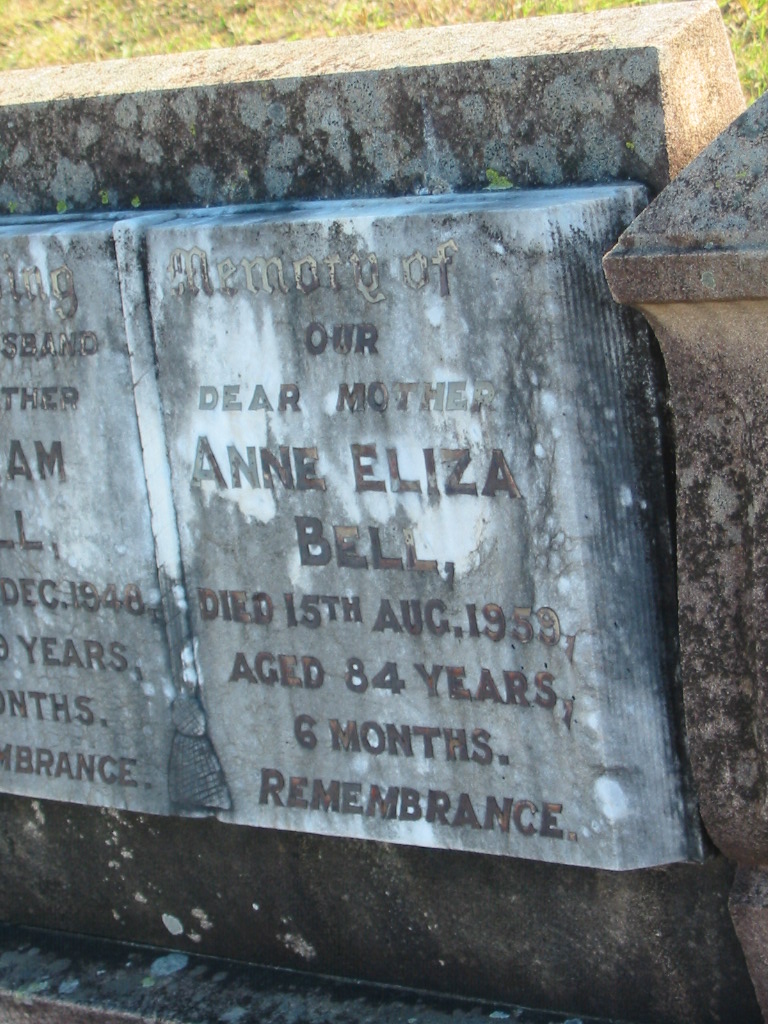 ing
SBAND
THER
AM
LL,
DEC. 1948.
9 YEARS,
ONTHS.
MBRANCE.
Memory of
OUR
DEAR MOTHER
ANNE ELIZA
BELL,
DIED 15TH AUG. 1959,
AGED 84 YEARS,
6 MONTHS.
REMEMBRANCE.